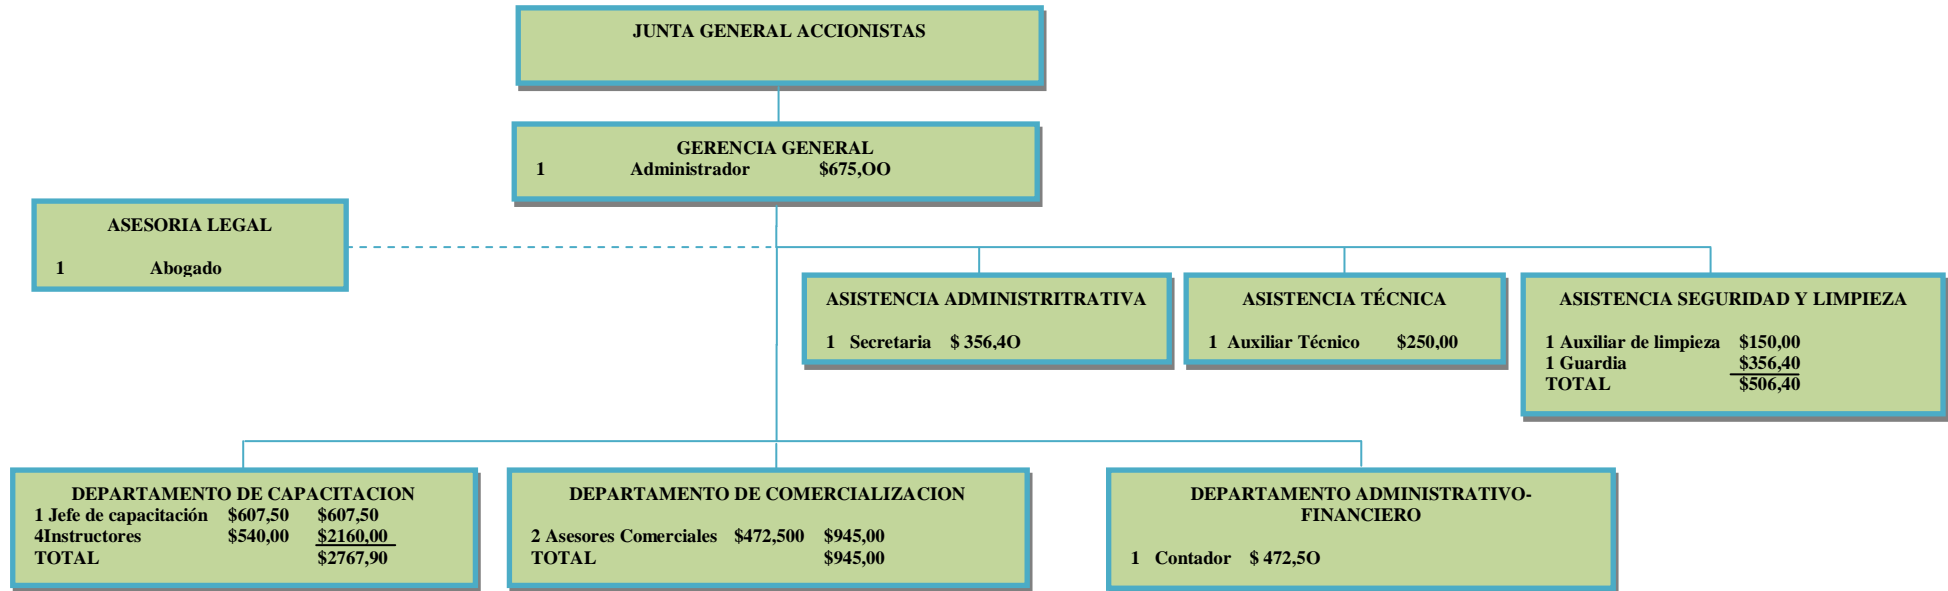 JUNTA GENERAL ACCIONISTAS
GERENCIA GENERAL
1 Administrador $675,OO
ASESORIA LEGAL
1 Abogado
ASISTENCIA ADMINISTRITRATIVA
1 Secretaria $ 356,4O
ASISTENCIA TÉCNICA
1 Auxiliar Técnico $250,00
ASISTENCIA SEGURIDAD Y LIMPIEZA
1 Auxiliar de limpieza $150,00
1 Guardia $356,40
TOTAL $506,40
DEPARTAMENTO DE CAPACITACION
1 Jefe de capacitación $607,50 $607,50
4Instructores $540,00 $2160,00
TOTAL $2767,90
DEPARTAMENTO DE COMERCIALIZACION
2 Asesores Comerciales $472,500 $945,00
TOTAL $945,00
DEPARTAMENTO ADMINISTRATIVO-
FINANCIERO
1 Contador $ 472,5O